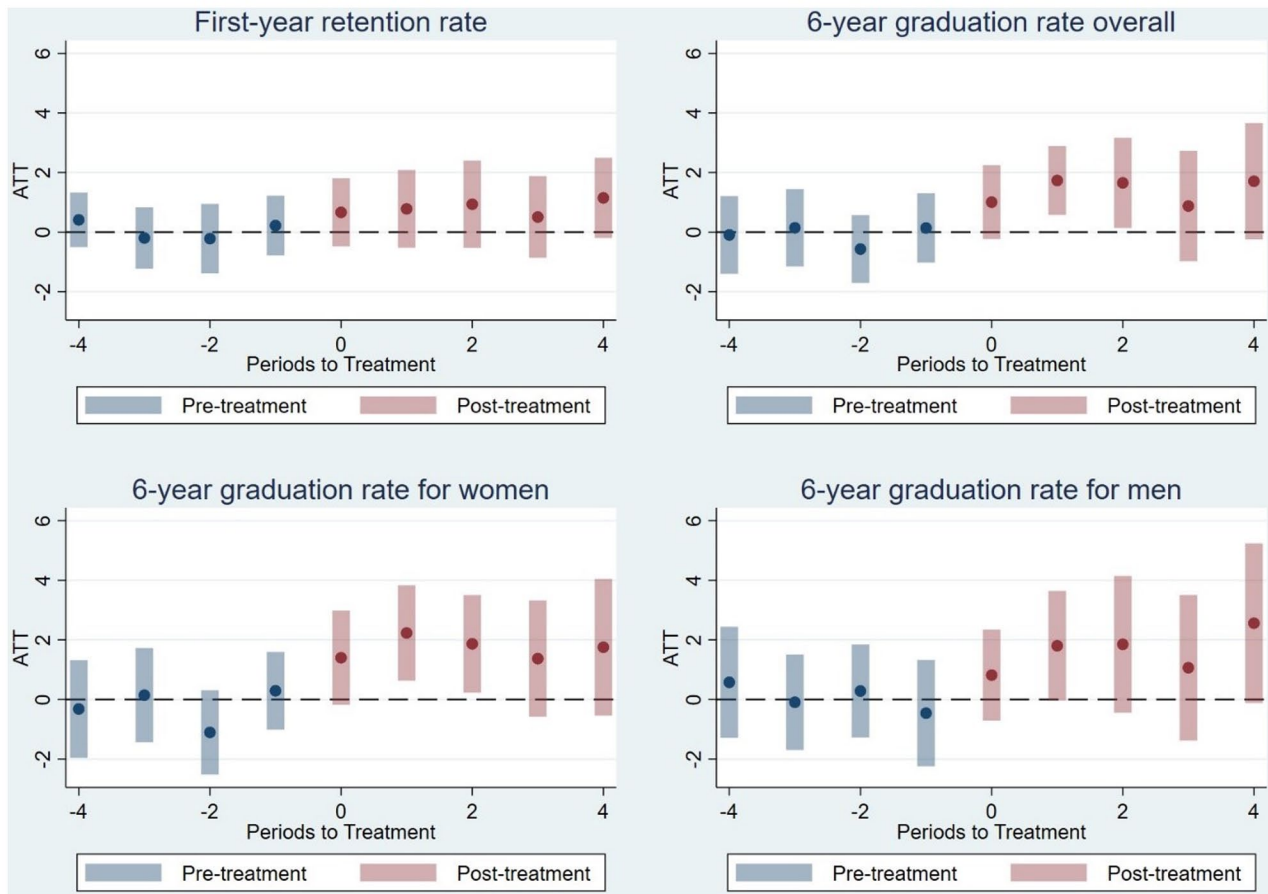 First-year retention rate
ATT
6
4
2
0
-2
-4 -2 0 2 4
Periods to Treatment
Pre-treatment Post-treatment
6-year graduation rate overall
ATT
6
4
2
0
-2
-4 -2 0 2 4
Periods to Treatment
Pre-treatment Post-treatment
6-year graduation rate for women
ATT
6
4
2
0
-2
-4 -2 0 2 4
Periods to Treatment
Pre-treatment Post-treatment
6-year graduation rate for men
ATT
6
4
2
0
-2
-4 -2 0 2 4
Periods to Treatment
Pre-treatment Post-treatment